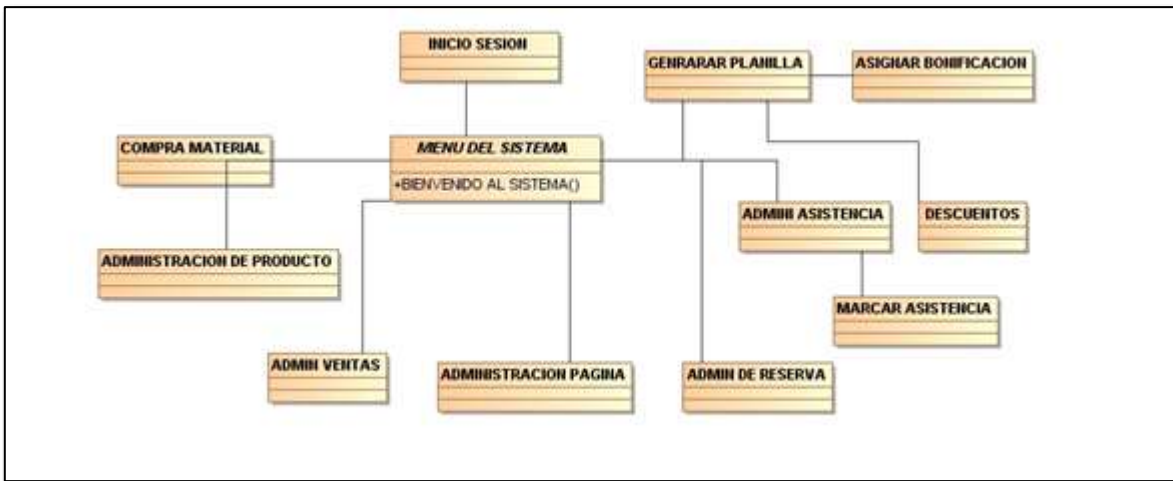 INICIO SESION
GENRARAR PLANILLA
ASIGNAR BONIFICACION
COMPRA MATERIAL
MENU DEL SISTEMA
+BIENVENIDO AL SISTEMA()
ADMINI ASISTENCIA
DESCUENTOS
ADMINISTRACION DE PRODUCTO
MARCAR ASISTENCIA
ADMIN VENTAS
ADMINISTRACION PAGINA
ADMIN DE RESERVA